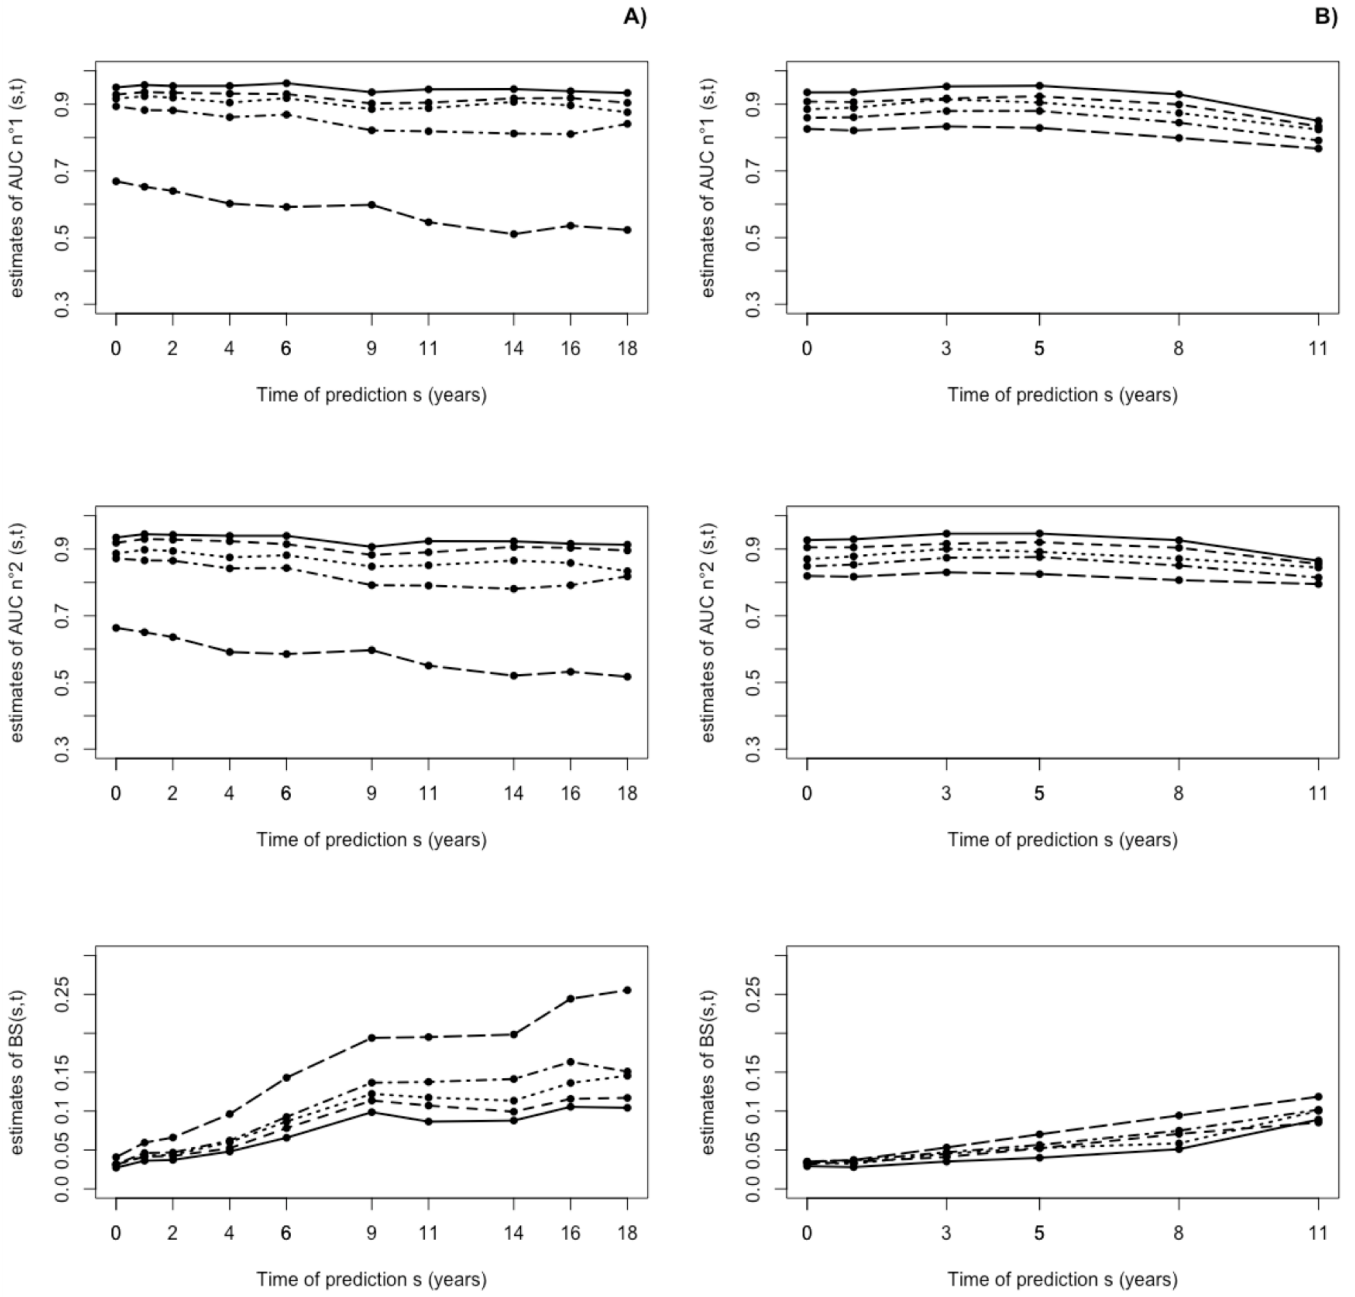 A)
B)
estimates of AUC n°1 (s,t)
0.3 0.5 0.7 0.9
0 2 4 6 9 11 14 16 18
Time of prediction s (years)
estimates of AUC n°1 (s,t)
0.3 0.5 0.7 0.9
0 3 5 8 11
Time of prediction s (years)
estimates of AUC n°2 (s,t)
0.3 0.5 0.7 0.9
0 2 4 6 9 11 14 16 18
Time of prediction s (years)
estimates of AUC n°2 (s,t)
0.3 0.5 0.7 0.9
0 3 5 8 11
Time of prediction s (years)
estimates of BS(s,t)
0.0 0.05 0.1 0.15 0.25
0 2 4 6 9 11 14 16 18
Time of prediction s (years)
estimates of BS(s,t)
0.0 0.05 0.1 0.15 0.25
0 3 5 8 11
Time of prediction s (years)